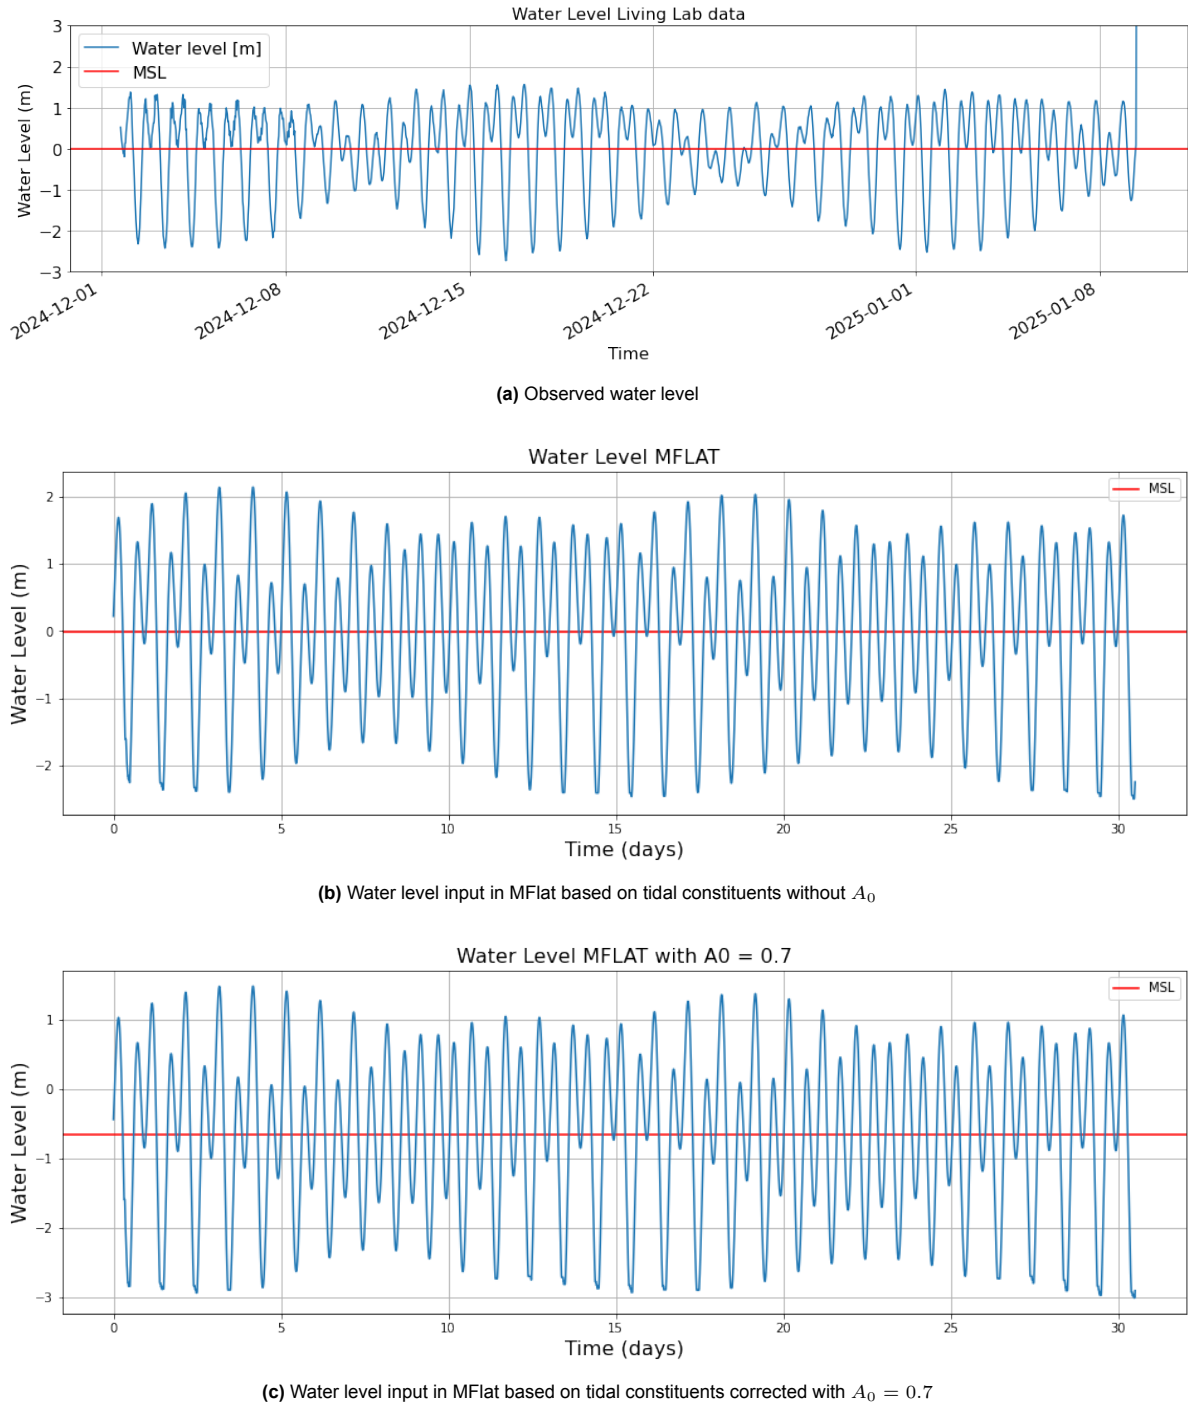 Water Level Living Lab data
Water Level (m)
3
2
1
0
−1
−2
−3
Water level [m]
MSL
2024-12-01
2024-12-08
2024-12-15
2024-12-22
2025-01-01
2025-01-08
Time
(a) Observed water level
Water Level MFLAT
Water Level (m)
2
1
0
−1
−2
MSL
0 5 10 15 20 25 30
Time (days)
(b) Water level input in MFlat based on tidal constituents without A₀
Water Level MFLAT with A0 = 0.7
Water Level (m)
1
0
−1
−2
−3
MSL
0 5 10 15 20 25 30
Time (days)
(c) Water level input in MFlat based on tidal constituents corrected with A₀ = 0.7